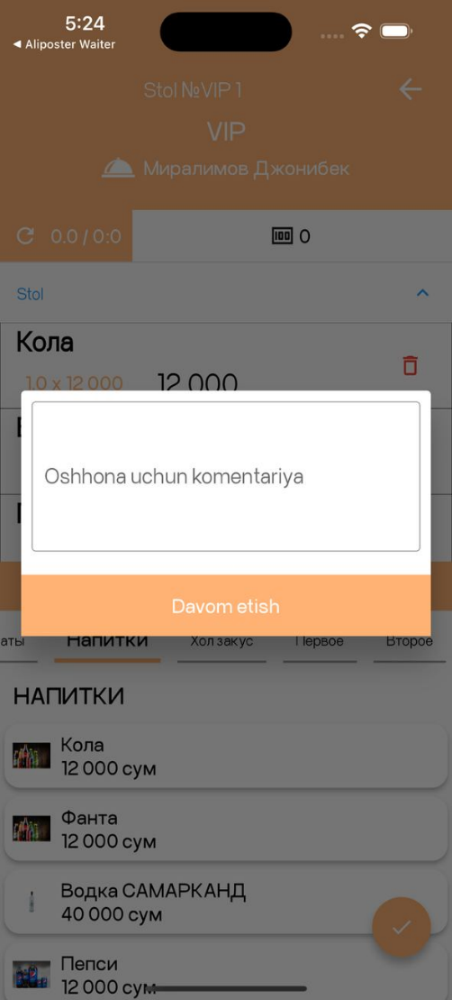 5:24
◀ Aliposter Waiter
Stol №VIP 1
VIP
Миралимов Джонибек
0.0 / 0:0
100 0
Stol
Кола
1.0 x 12 000 12 000
Oshhona uchun komentariya
Davom etish
аты Напитки Хол закус Первое Второе
НАПИТКИ
Кола
12 000 сум
Фанта
12 000 сум
Водка САМАРКАНД
40 000 сум
Пепси
12 000 сум